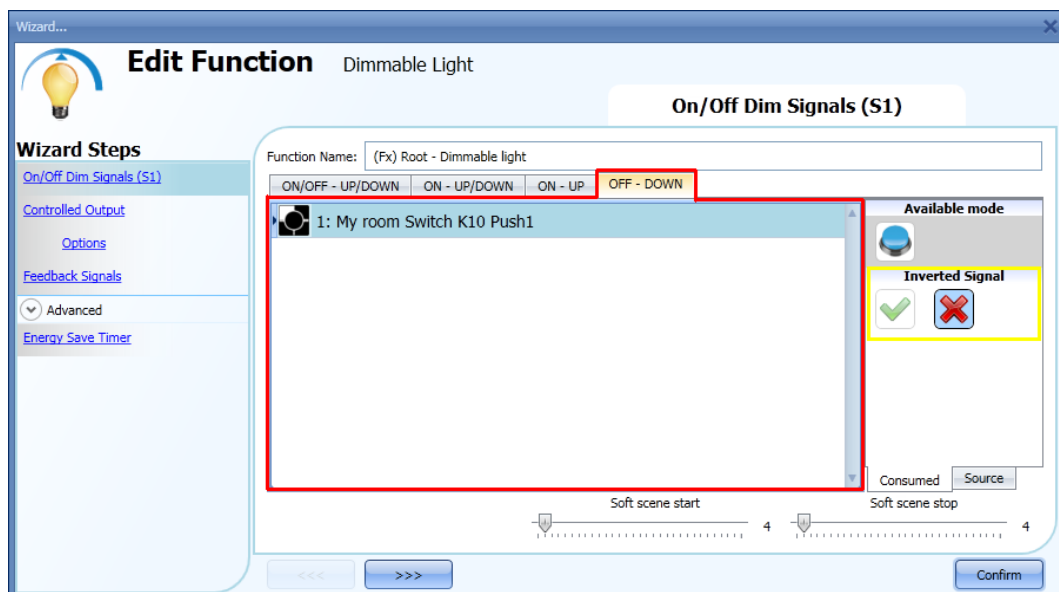 Wizard...
Edit Function Dimmable Light
On/Off Dim Signals (S1)
Wizard Steps
On/Off Dim Signals (S1)
Controlled Output
Options
Feedback Signals
Advanced
Energy Save Timer
Function Name: (Fx) Root - Dimmable light
ON/OFF - UP/DOWN ON - UP/DOWN ON - UP OFF - DOWN
1: My room Switch K10 Push1
Available mode
Inverted Signal
Consumed Source
Soft scene start 4
Soft scene stop 4
<<< >>> Confirm